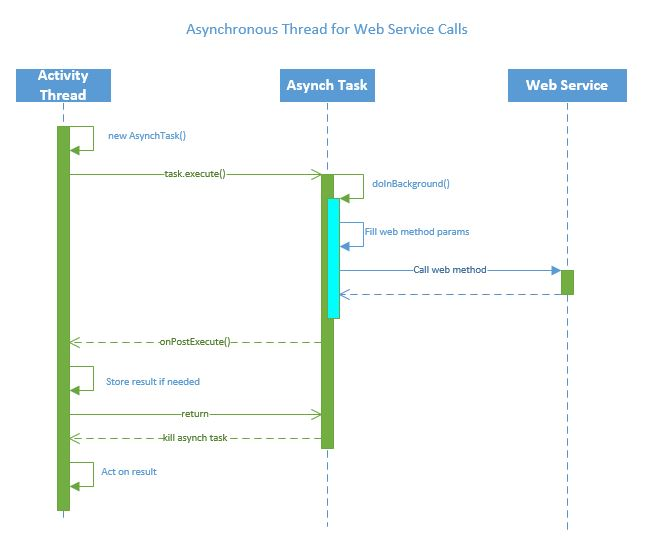 Asynchronous Thread for Web Service Calls
Activity
Thread
Asynch Task
Web Service
new AsynchTask()
task.execute()
doInBackground()
Fill web method params
Call web method
onPostExecute()
Store result if needed
return
kill asynch task
Act on result